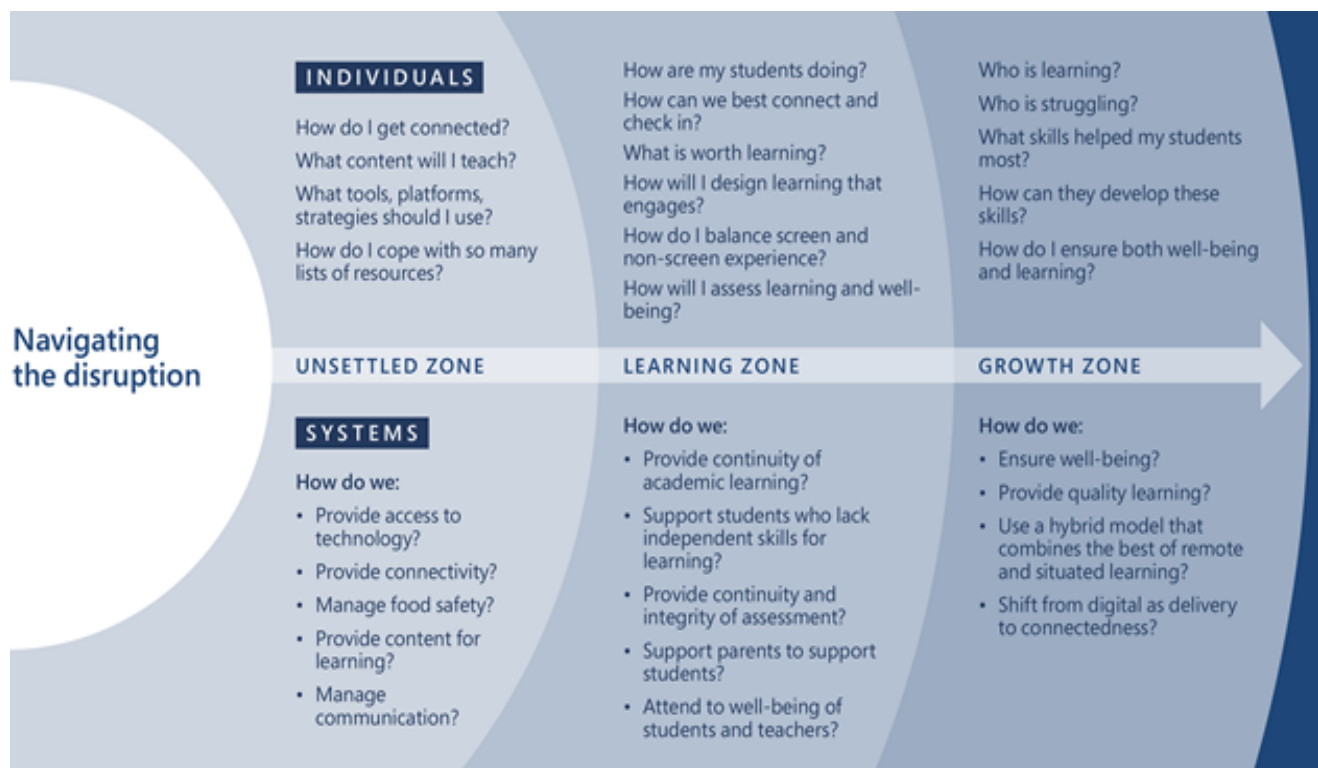 Navigating
the disruption
INDIVIDUALS
How do I get connected?
What content will I teach?
What tools, platforms,
strategies should I use?
How do I cope with so many
lists of resources?
How are my students doing?
How can we best connect and
check in?
What is worth learning?
How will I design learning that
engages?
How do I balance screen and
non-screen experience?
How will I assess learning and well-
being?
Who is learning?
Who is struggling?
What skills helped my students
most?
How can they develop these
skills?
How do I ensure both well-being
and learning?
UNSETTLED ZONE
LEARNING ZONE
GROWTH ZONE
SYSTEMS
How do we:
• Provide access to
technology?
• Provide connectivity?
• Manage food safety?
• Provide content for
learning?
• Manage
communication?
How do we:
• Provide continuity of
academic learning?
• Support students who lack
independent skills for
learning?
• Provide continuity and
integrity of assessment?
• Support parents to support
students?
• Attend to well-being of
students and teachers?
How do we:
• Ensure well-being?
• Provide quality learning?
• Use a hybrid model that
combines the best of remote
and situated learning?
• Shift from digital as delivery
to connectedness?